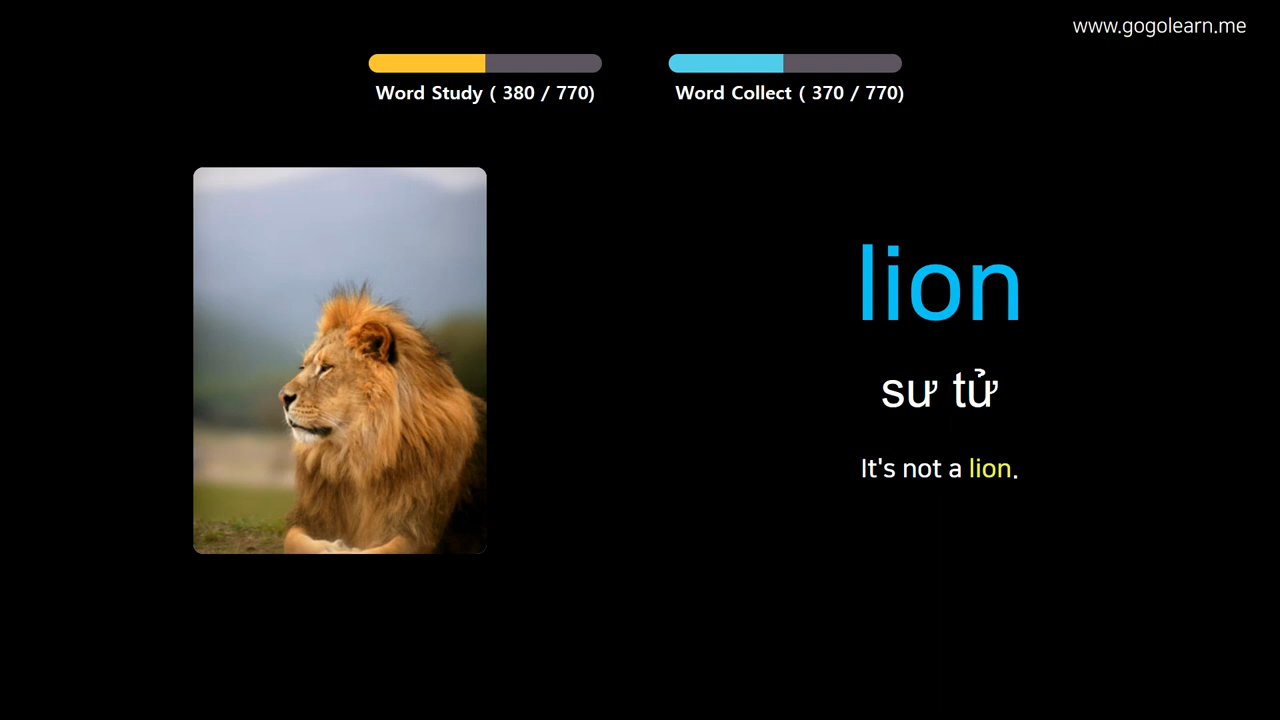 www.gogolearn.me
Word Study ( 380 / 770)
Word Collect ( 370 / 770)
lion
sư tử
It's not a lion.